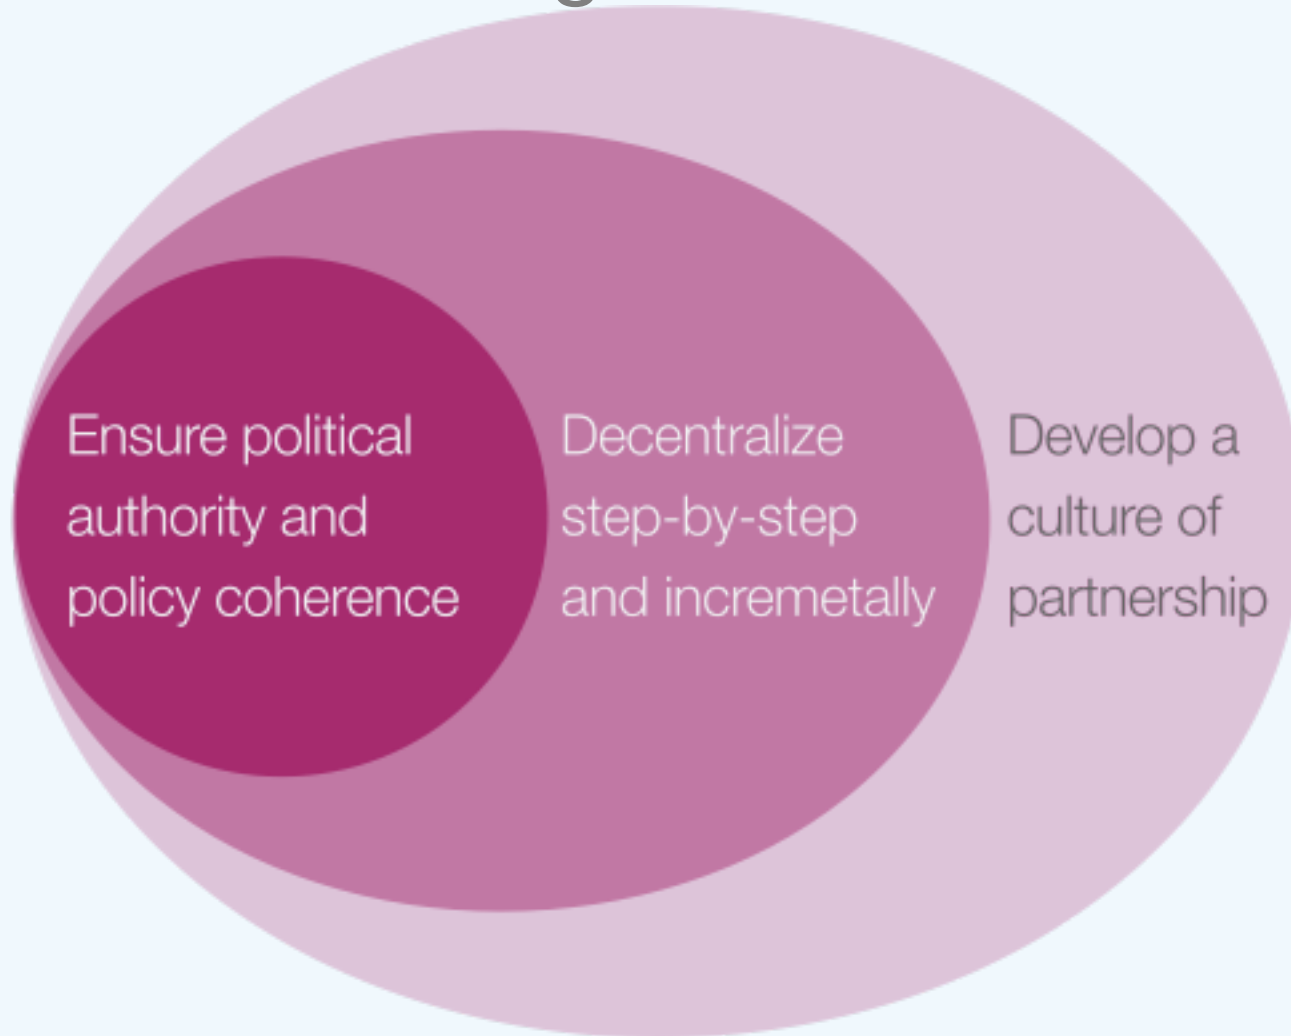 Ensure political
authority and
policy coherence
Decentralize
step-by-step
and incremetally
Develop a
culture of
partnership